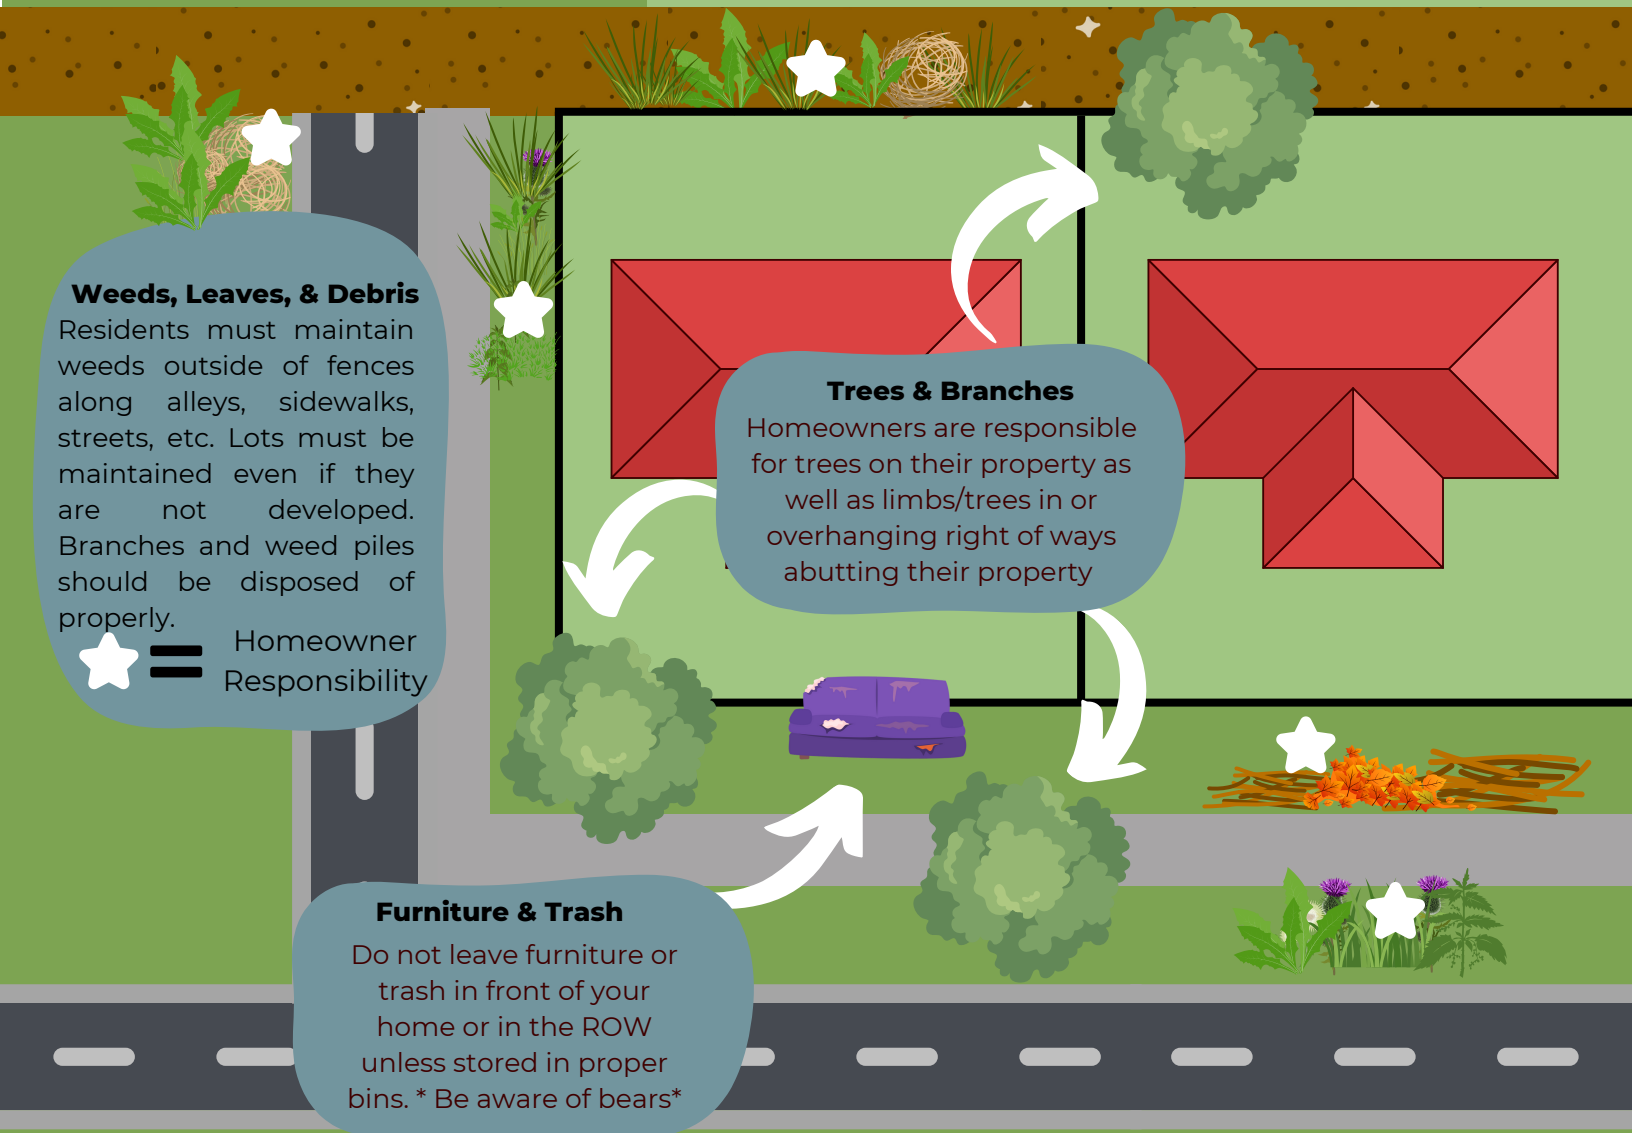 Weeds, Leaves, & Debris
Residents must maintain
weeds outside of fences
along alleys, sidewalks,
streets, etc. Lots must be
maintained even if they
are not developed.
Branches and weed piles
should be disposed of
properly.
Homeowner
Responsibility
Trees & Branches
Homeowners are responsible
for trees on their property as
well as limbs/trees in or
overhanging right of ways
abutting their property
Furniture & Trash
Do not leave furniture or
trash in front of your
home or in the ROW
unless stored in proper
bins. * Be aware of bears*